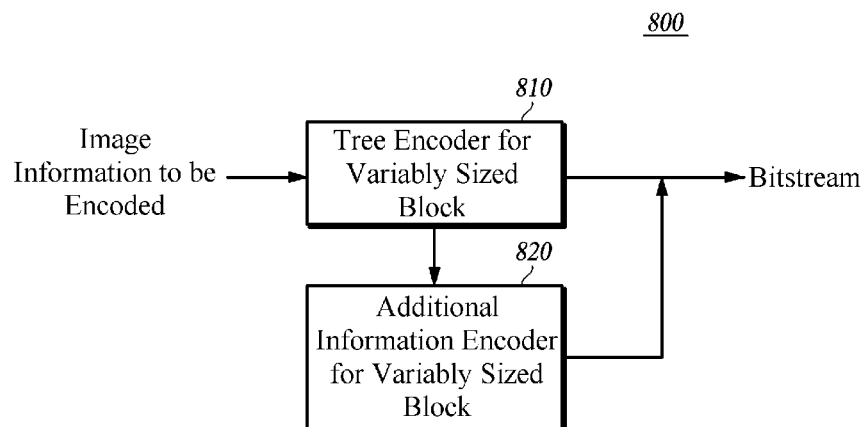 800
810
Image
Information to be
Encoded
Tree Encoder for
Variably Sized
Block
Bitstream
820
Additional
Information Encoder
for Variably Sized
Block